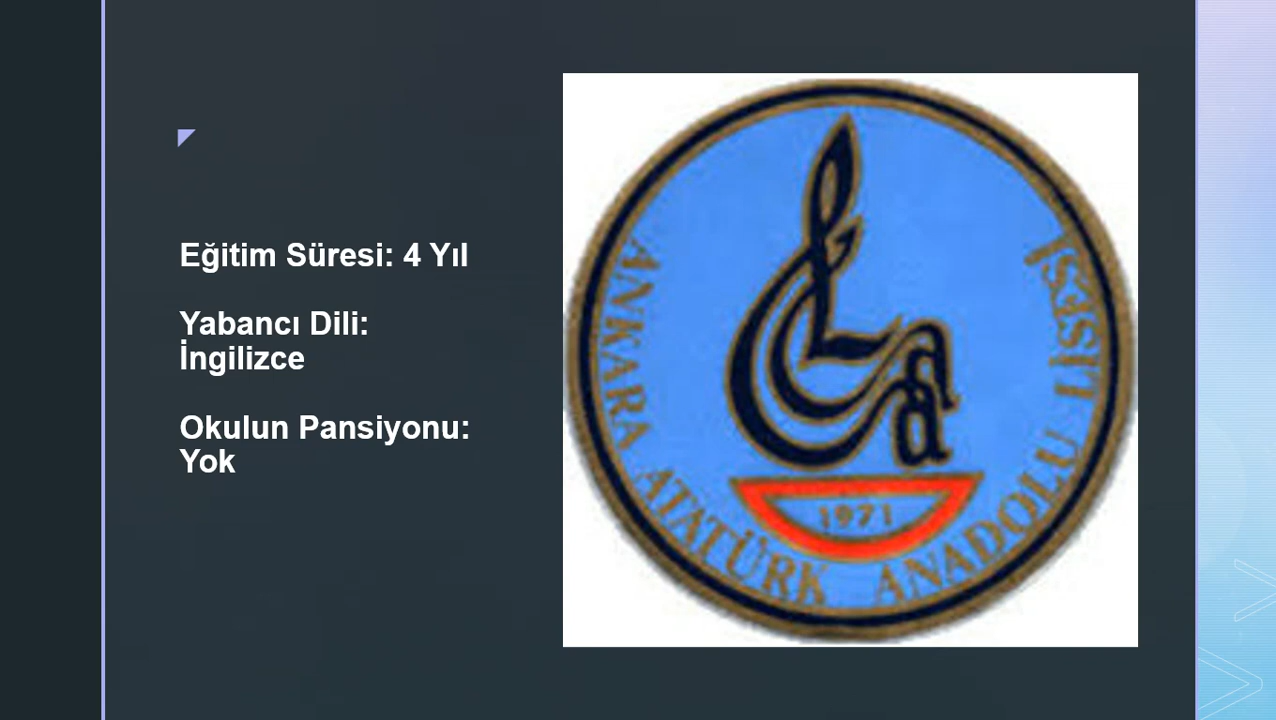 Eğitim Süresi: 4 Yıl
Yabancı Dili:
İngilizce
Okulun Pansiyonu:
Yok
ANKARA ATATÜRK ANADOLU LİSESİ
1971